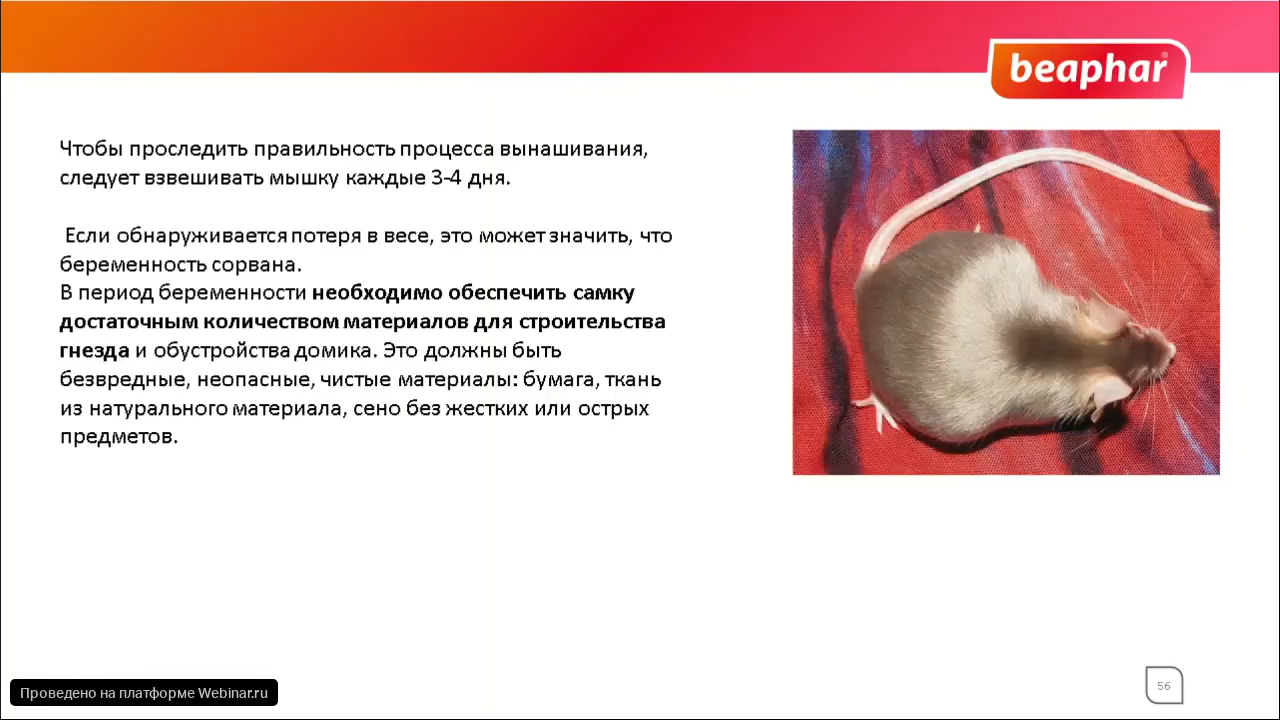 beaphar®
Чтобы проследить правильность процесса вынашивания,
следует взвешивать мышку каждые 3-4 дня.
Если обнаруживается потеря в весе, это может значить, что
беременность сорвана.
В период беременности необходимо обеспечить самку
достаточным количеством материалов для строительства
гнезда и обустройства домика. Это должны быть
безвредные, неопасные, чистые материалы: бумага, ткань
из натурального материала, сено без жестких или острых
предметов.
Проведено на платформе Webinar.ru
56